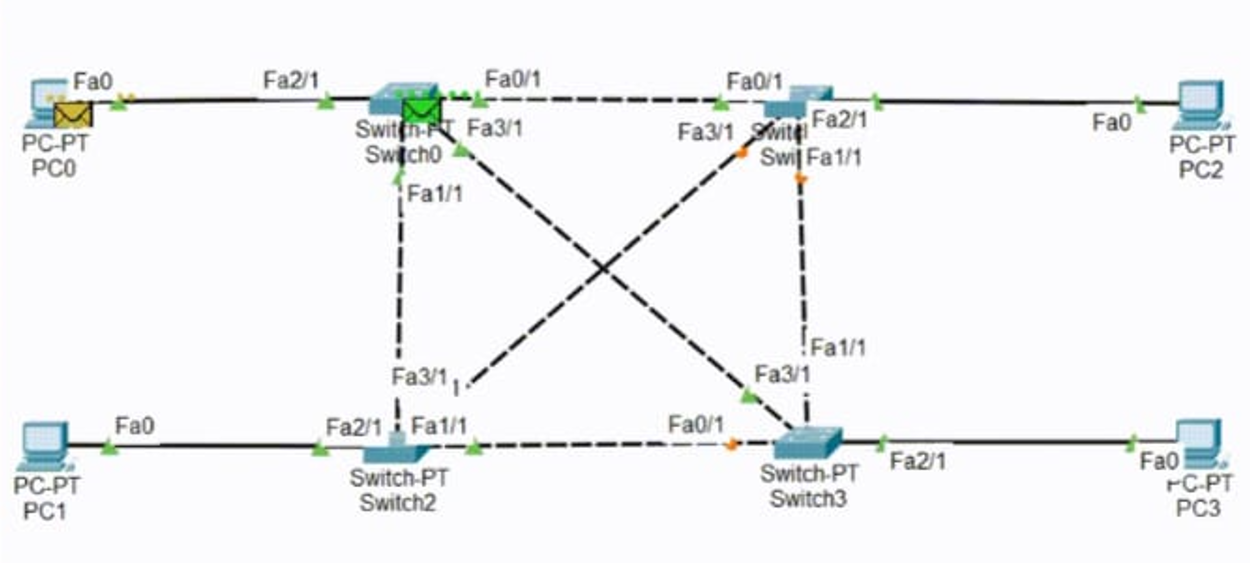 Fa0
Fa2/1
Fa0/1
Fa0/1
Fa3/1
Fa3/1
Fa2/1
Fa0
PC-PT
PC0
Switch-PT
Switch0
Fa1/1
Fa1/1
PC-PT
PC2
Fa1/1
Fa3/1
Fa3/1
Fa0
Fa2/1
Fa1/1
Fa0/1
Fa2/1
Fa0
PC-PT
PC1
Switch-PT
Switch2
Switch-PT
Switch3
PC-PT
PC3